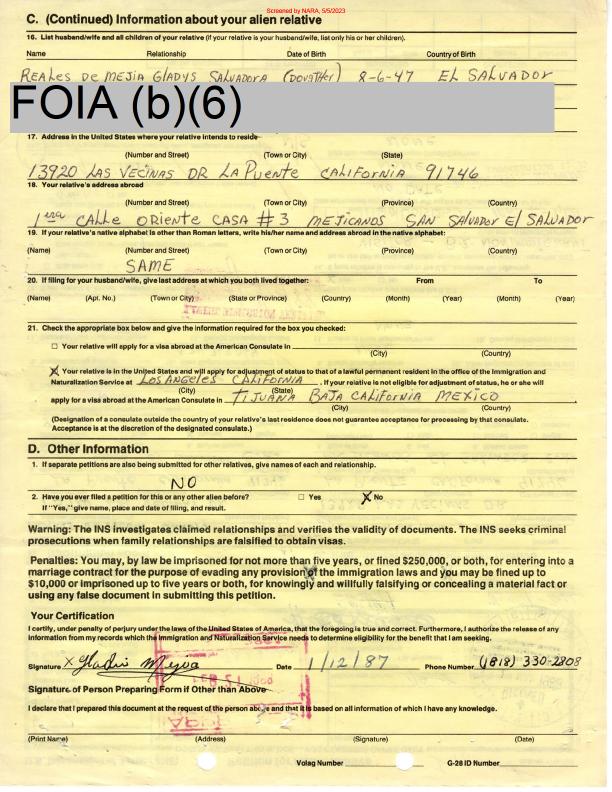 Screened by NARA, 5/5/2023
C. (Continued) Information about your alien relative
16. List husband/wife and all children of your relative (if your relative is your husband/wife, list only his or her children).
Name Relationship Date of Birth Country of Birth
REALES DE MEJIA GLADYS SALVADORA (DOUGTHER) 8-6-47 EL SALVADOR
FOIA (b)(6)
17. Address in the United States where your relative intends to reside
(Number and Street) (Town or City) (State)
13920 LAS VECINAS DR LA PUENTE CALIFORNIA 91746
18. Your relative's address abroad
(Number and Street) (Town or City) (Province) (Country)
1era CALLE ORIENTE CASA # 3 MEJICANOS SAN SALVADOR EL SALVADOR
19. If your relative's native alphabet is other than Roman letters, write his/her name and address abroad in the native alphabet:
(Name) (Number and Street) (Town or City) (Province) (Country)
SAME
20. If filing for your husband/wife, give last address at which you both lived together: From To
(Name) (Apt. No.) (Town or City) (State or Province) (Country) (Month) (Year) (Month) (Year)
21. Check the appropriate box below and give the information required for the box you checked:
☐ Your relative will apply for a visa abroad at the American Consulate in
(City) (Country)
X Your relative is in the United States and will apply for adjustment of status to that of a lawful permanent resident in the office of the Immigration and
Naturalization Service at LOS ANGELES CALIFORNIA. If your relative is not eligible for adjustment of status, he or she will
(City) (State)
apply for a visa abroad at the American Consulate in TIJUANA BAJA CALIFORNIA MEXICO
(City) (Country)
(Designation of a consulate outside the country of your relative's last residence does not guarantee acceptance for processing by that consulate.
Acceptance is at the discretion of the designated consulate.)
D. Other Information
1. If separate petitions are also being submitted for other relatives, give names of each and relationship.
NO
2. Have you ever filed a petition for this or any other alien before? ☐ Yes X No
If "Yes," give name, place and date of filing, and result.
Warning: The INS investigates claimed relationships and verifies the validity of documents. The INS seeks criminal
prosecutions when family relationships are falsified to obtain visas.
Penalties: You may, by law be imprisoned for not more than five years, or fined $250,000, or both, for entering into a
marriage contract for the purpose of evading any provision of the immigration laws and you may be fined up to
$10,000 or imprisoned up to five years or both, for knowingly and willfully falsifying or concealing a material fact or
using any false document in submitting this petition.
Your Certification
I certify, under penalty of perjury under the laws of the United States of America, that the foregoing is true and correct. Furthermore, I authorize the release of any
information from my records which the Immigration and Naturalization Service needs to determine eligibility for the benefit that I am seeking.
Signature X Gladis Mejia Date 1/12/87 Phone Number (818) 330-2808
Signature of Person Preparing Form if Other than Above
I declare that I prepared this document at the request of the person above and that it is based on all information of which I have any knowledge.
(Print Name) (Address) (Signature) (Date)
Volag Number G-28 ID Number